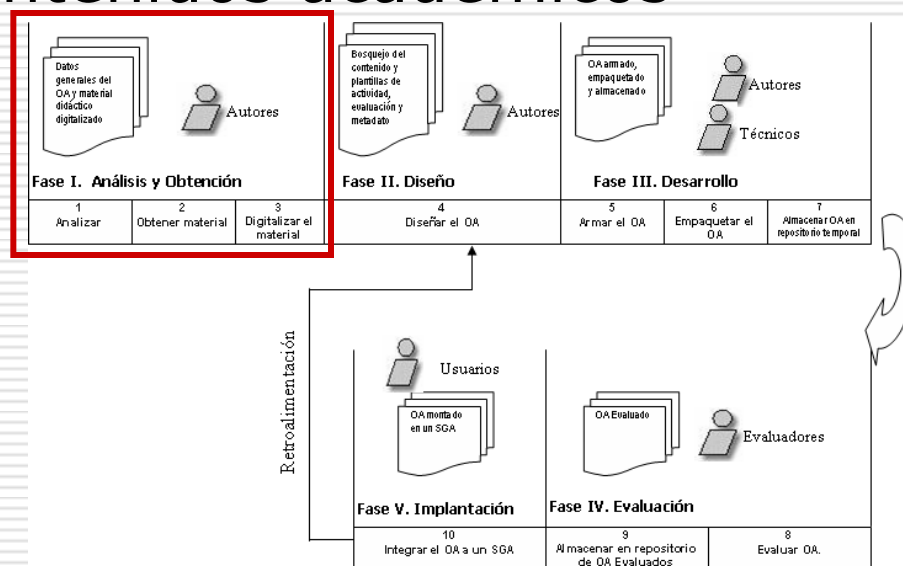 Datos
generales del
OA y material
didáctico
digitalizado
Autores
Fase I. Análisis y Obtención
1
Analizar
2
Obtener material
3
Digitalizar el
material
Bosquejo del
contenido y
plantillas de
actividad,
evaluación y
metadato
Autores
Fase II. Diseño
4
Diseñar el OA
OA armado,
empaquetado
y almacenado
Autores
Técnicos
Fase III. Desarrollo
5
Armar el OA
6
Empaquetar el
OA
7
Almacenar OA en
repositorio temporal
Retroalimentación
Usuarios
OA montado
en un SGA
Fase V. Implantación
10
Integrar el OA a un SGA
OA Evaluado
Evaluadores
Fase IV. Evaluación
9
Almacenar en repositorio
de OA Evaluados
8
Evaluar OA.